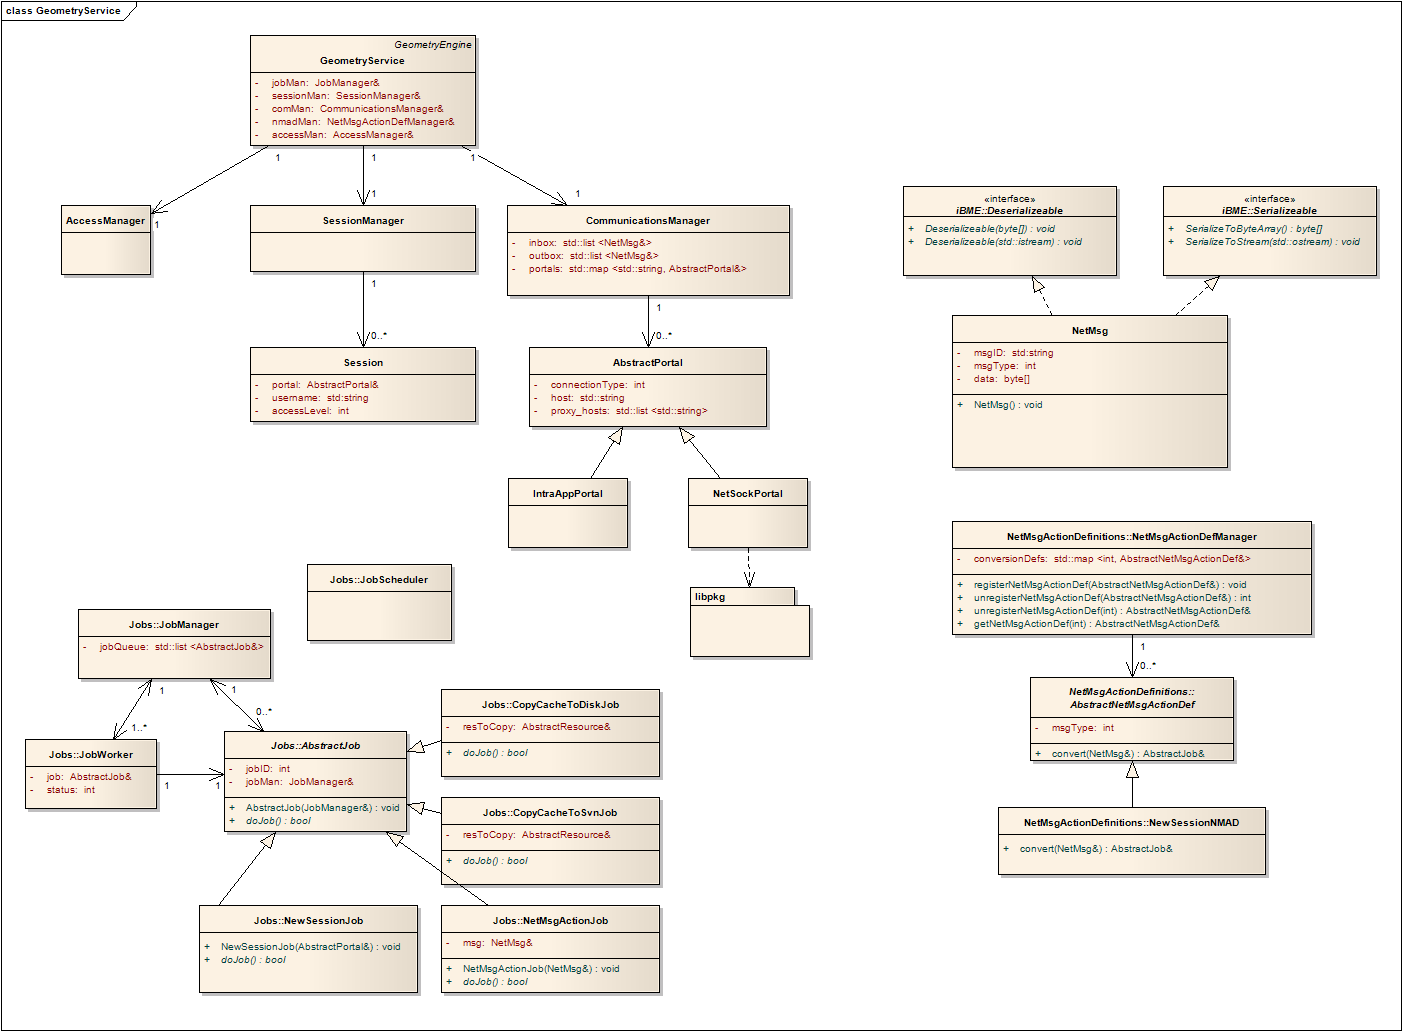 class GeometryService
GeometryEngine
GeometryService
- jobMan: JobManager&
- sessionMan: SessionManager&
- comMan: CommunicationsManager&
- nmadMan: NetMsgActionDefManager&
- accessMan: AccessManager&
1
1
1
1
1
1
AccessManager
SessionManager
1
0..*
CommunicationsManager
- inbox: std::list <NetMsg&>
- outbox: std::list <NetMsg&>
- portals: std::map <std::string, AbstractPortal&>
1
0..*
Session
- portal: AbstractPortal&
- username: std:string
- accessLevel: int
AbstractPortal
- connectionType: int
- host: std::string
- proxy_hosts: std::list <std::string>
IntraAppPortal
NetSockPortal
libpkg
«interface»
iBME::Deserializeable
+ Deserializeable(byte[]) : void
+ Deserializeable(std::istream) : void
«interface»
iBME::Serializeable
+ SerializeToByteArray() : byte[]
+ SerializeToStream(std::ostream) : void
NetMsg
- msgID: std:string
- msgType: int
- data: byte[]
+ NetMsg() : void
NetMsgActionDefinitions::NetMsgActionDefManager
- conversionDefs: std::map <int, AbstractNetMsgActionDef&>
+ registerNetMsgActionDef(AbstractNetMsgActionDef&) : void
+ unregisterNetMsgActionDef(AbstractNetMsgActionDef&) : int
+ unregisterNetMsgActionDef(int) : AbstractNetMsgActionDef&
+ getNetMsgActionDef(int) : AbstractNetMsgActionDef&
1
0..*
NetMsgActionDefinitions::
AbstractNetMsgActionDef
- msgType: int
+ convert(NetMsg&) : AbstractJob&
NetMsgActionDefinitions::NewSessionNMAD
+ convert(NetMsg&) : AbstractJob&
Jobs::JobScheduler
Jobs::JobManager
- jobQueue: std::list <AbstractJob&>
1
1
1..*
0..*
Jobs::JobWorker
- job: AbstractJob&
- status: int
1
1
Jobs::AbstractJob
- jobID: int
- jobMan: JobManager&
+ AbstractJob(JobManager&) : void
+ doJob() : bool
Jobs::CopyCacheToDiskJob
- resToCopy: AbstractResource&
+ doJob() : bool
Jobs::CopyCacheToSvnJob
- resToCopy: AbstractResource&
+ doJob() : bool
Jobs::NewSessionJob
+ NewSessionJob(AbstractPortal&) : void
+ doJob() : bool
Jobs::NetMsgActionJob
- msg: NetMsg&
+ NetMsgActionJob(NetMsg&) : void
+ doJob() : bool